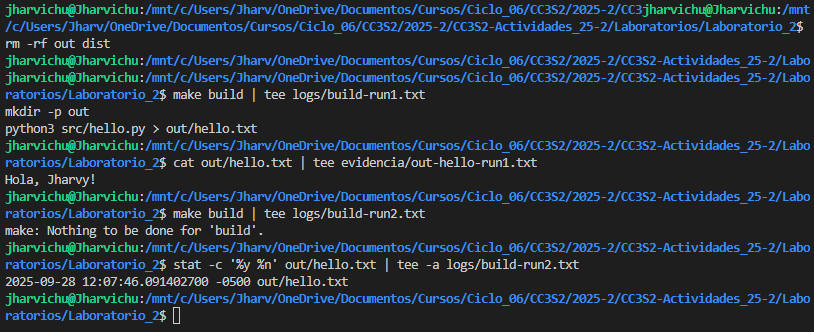 jharvichu@Jharvichu:/mnt/c/Users/Jharv/OneDrive/Documentos/Cursos/Ciclo_06/CC3S2/2025-2/CC3jharvichu@Jharvichu:/mnt
/c/Users/Jharv/OneDrive/Documentos/Cursos/Ciclo_06/CC3S2/2025-2/CC3S2-Actividades_25-2/Laboratorios/Laboratorio_2$
rm -rf out dist
jharvichu@Jharvichu:/mnt/c/Users/Jharv/OneDrive/Documentos/Cursos/Ciclo_06/CC3S2/2025-2/CC3S2-Actividades_25-2/Labo
jharvichu@Jharvichu:/mnt/c/Users/Jharv/OneDrive/Documentos/Cursos/Ciclo_06/CC3S2/2025-2/CC3S2-Actividades_25-2/Labo
ratorios/Laboratorio_2$ make build | tee logs/build-run1.txt
mkdir -p out
python3 src/hello.py > out/hello.txt
jharvichu@Jharvichu:/mnt/c/Users/Jharv/OneDrive/Documentos/Cursos/Ciclo_06/CC3S2/2025-2/CC3S2-Actividades_25-2/Labo
ratorios/Laboratorio_2$ cat out/hello.txt | tee evidencia/out-hello-run1.txt
Hola, Jharvy!
jharvichu@Jharvichu:/mnt/c/Users/Jharv/OneDrive/Documentos/Cursos/Ciclo_06/CC3S2/2025-2/CC3S2-Actividades_25-2/Labo
ratorios/Laboratorio_2$ make build | tee logs/build-run2.txt
make: Nothing to be done for 'build'.
jharvichu@Jharvichu:/mnt/c/Users/Jharv/OneDrive/Documentos/Cursos/Ciclo_06/CC3S2/2025-2/CC3S2-Actividades_25-2/Labo
ratorios/Laboratorio_2$ stat -c '%y %n' out/hello.txt | tee -a logs/build-run2.txt
2025-09-28 12:07:46.091402700 -0500 out/hello.txt
jharvichu@Jharvichu:/mnt/c/Users/Jharv/OneDrive/Documentos/Cursos/Ciclo_06/CC3S2/2025-2/CC3S2-Actividades_25-2/Labo
ratorios/Laboratorio_2$